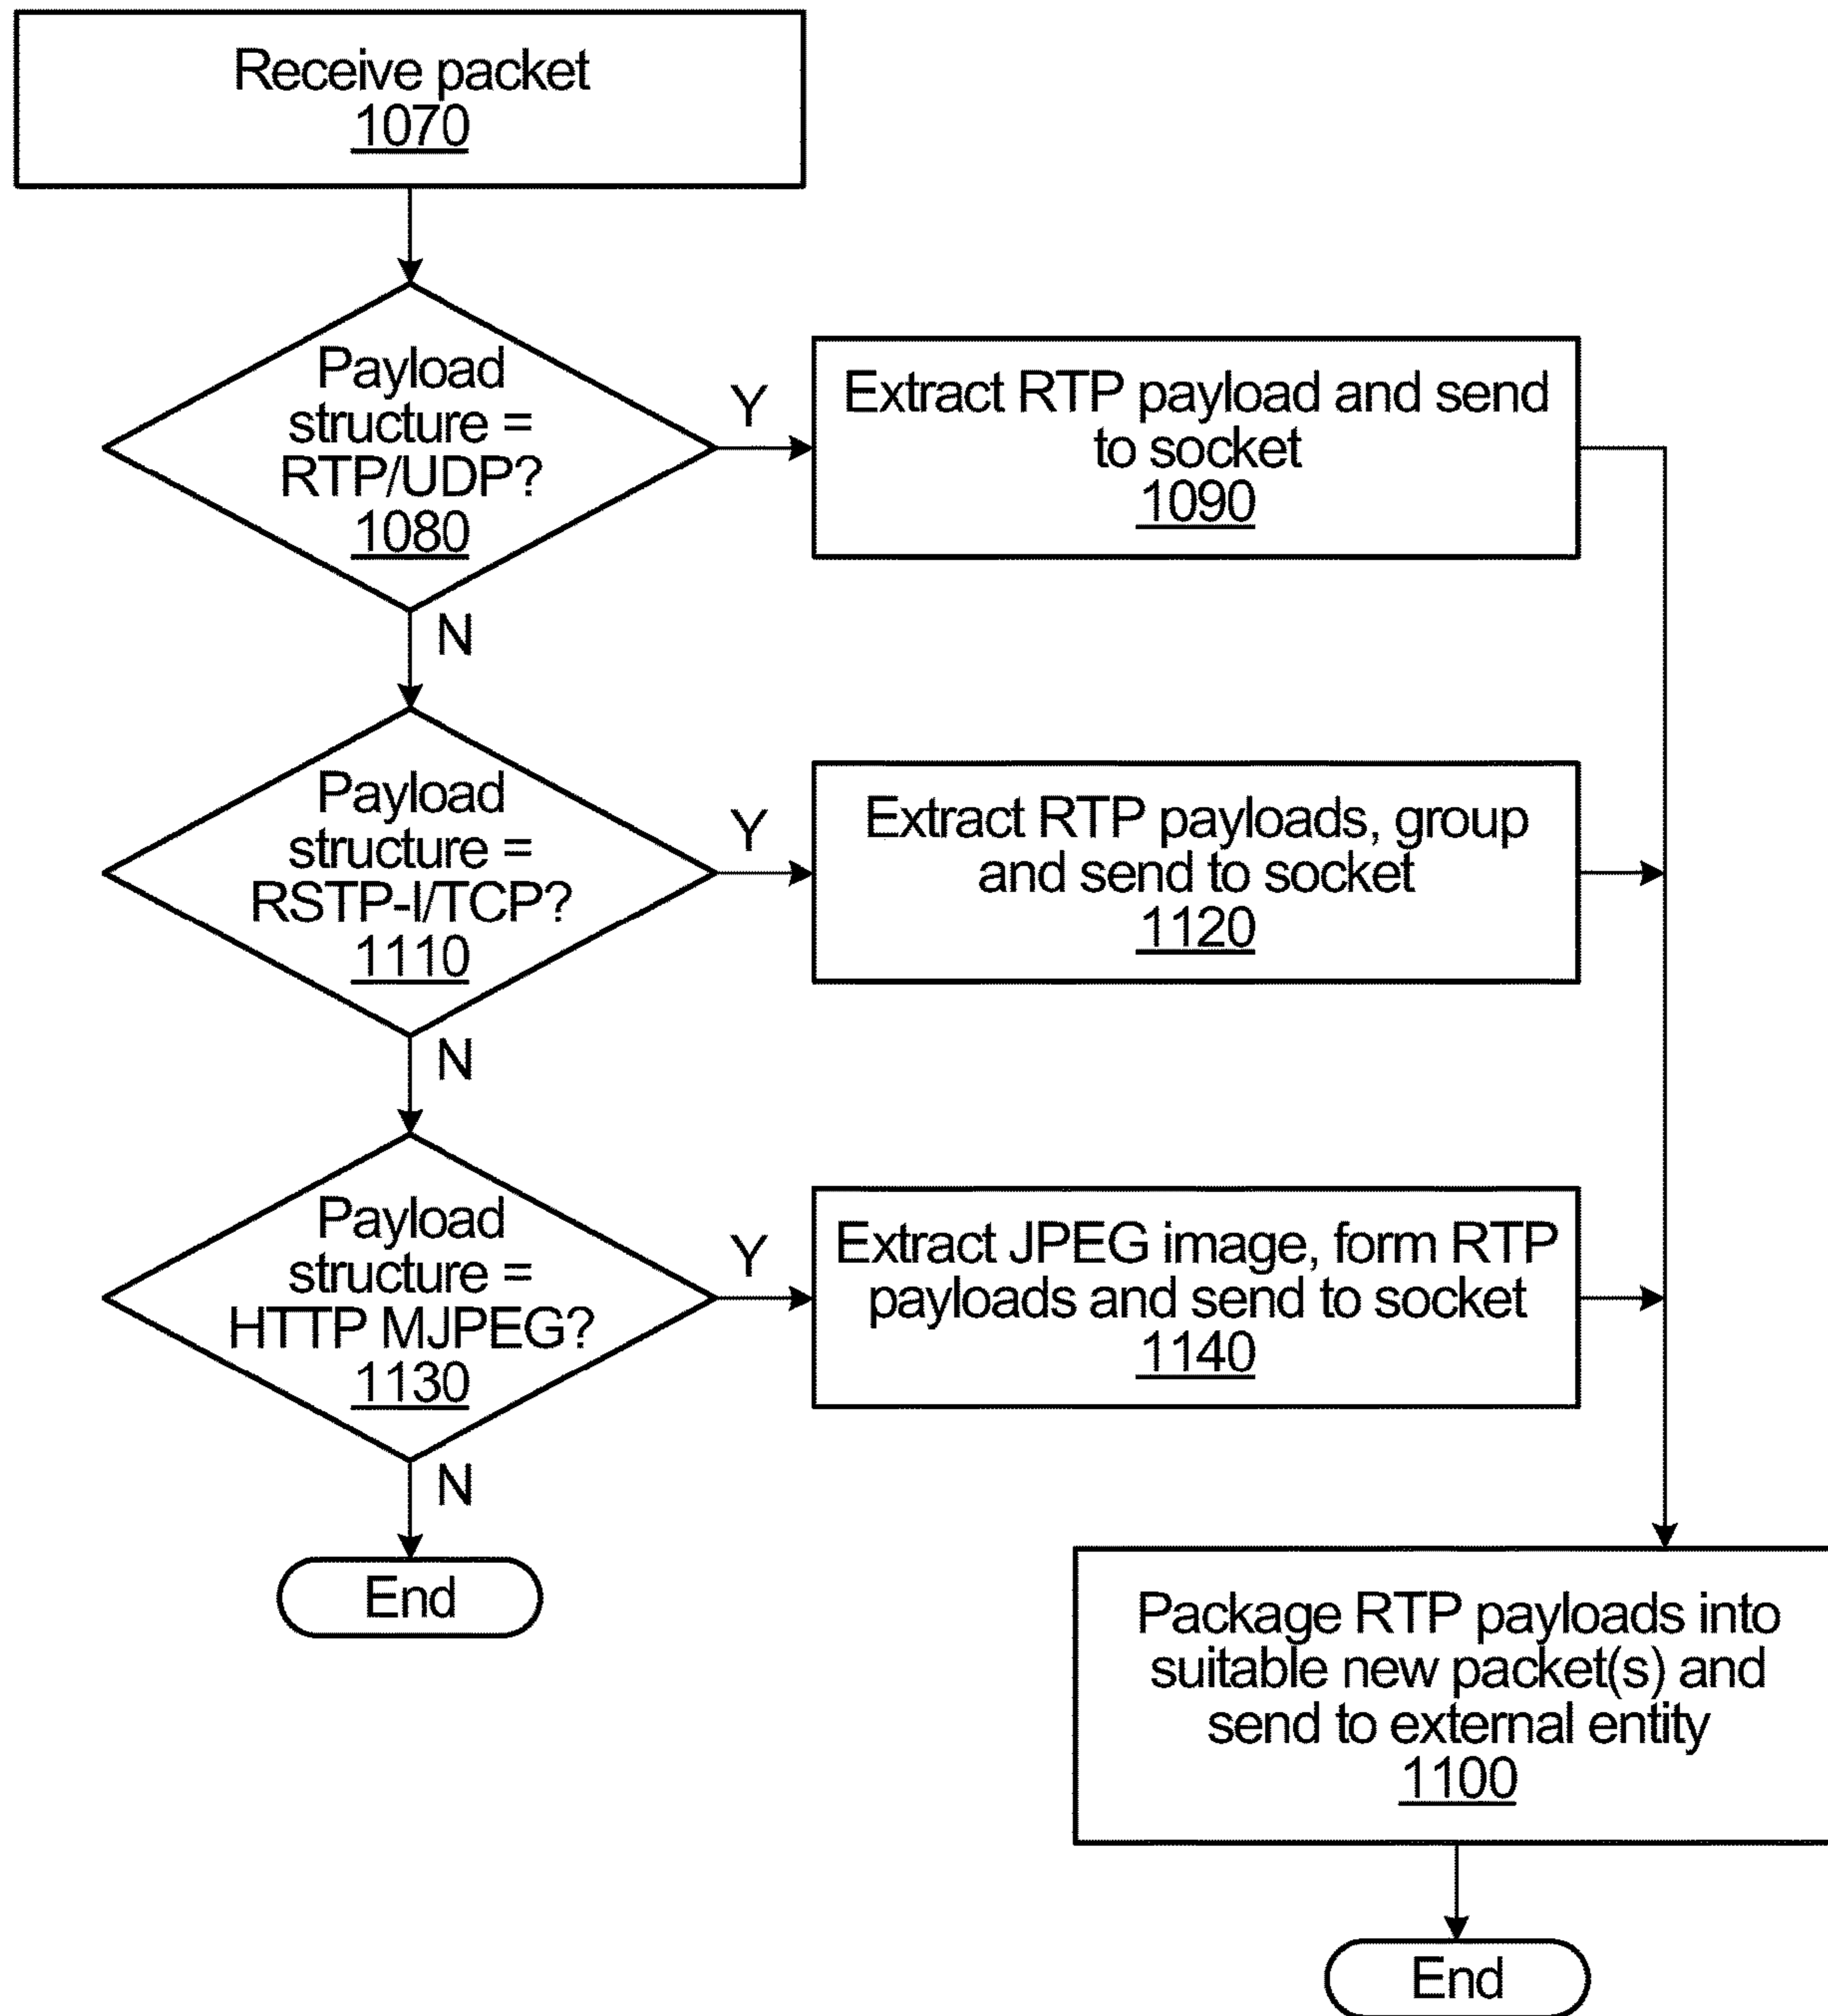 Receive packet
1070
Payload
structure =
RTP/UDP?
1080
Y
Extract RTP payload and send
to socket
1090
N
Payload
structure =
RSTP-I/TCP?
1110
Y
Extract RTP payloads, group
and send to socket
1120
N
Payload
structure =
HTTP MJPEG?
1130
Y
Extract JPEG image, form RTP
payloads and send to socket
1140
N
End
Package RTP payloads into
suitable new packet(s) and
send to external entity
1100
End